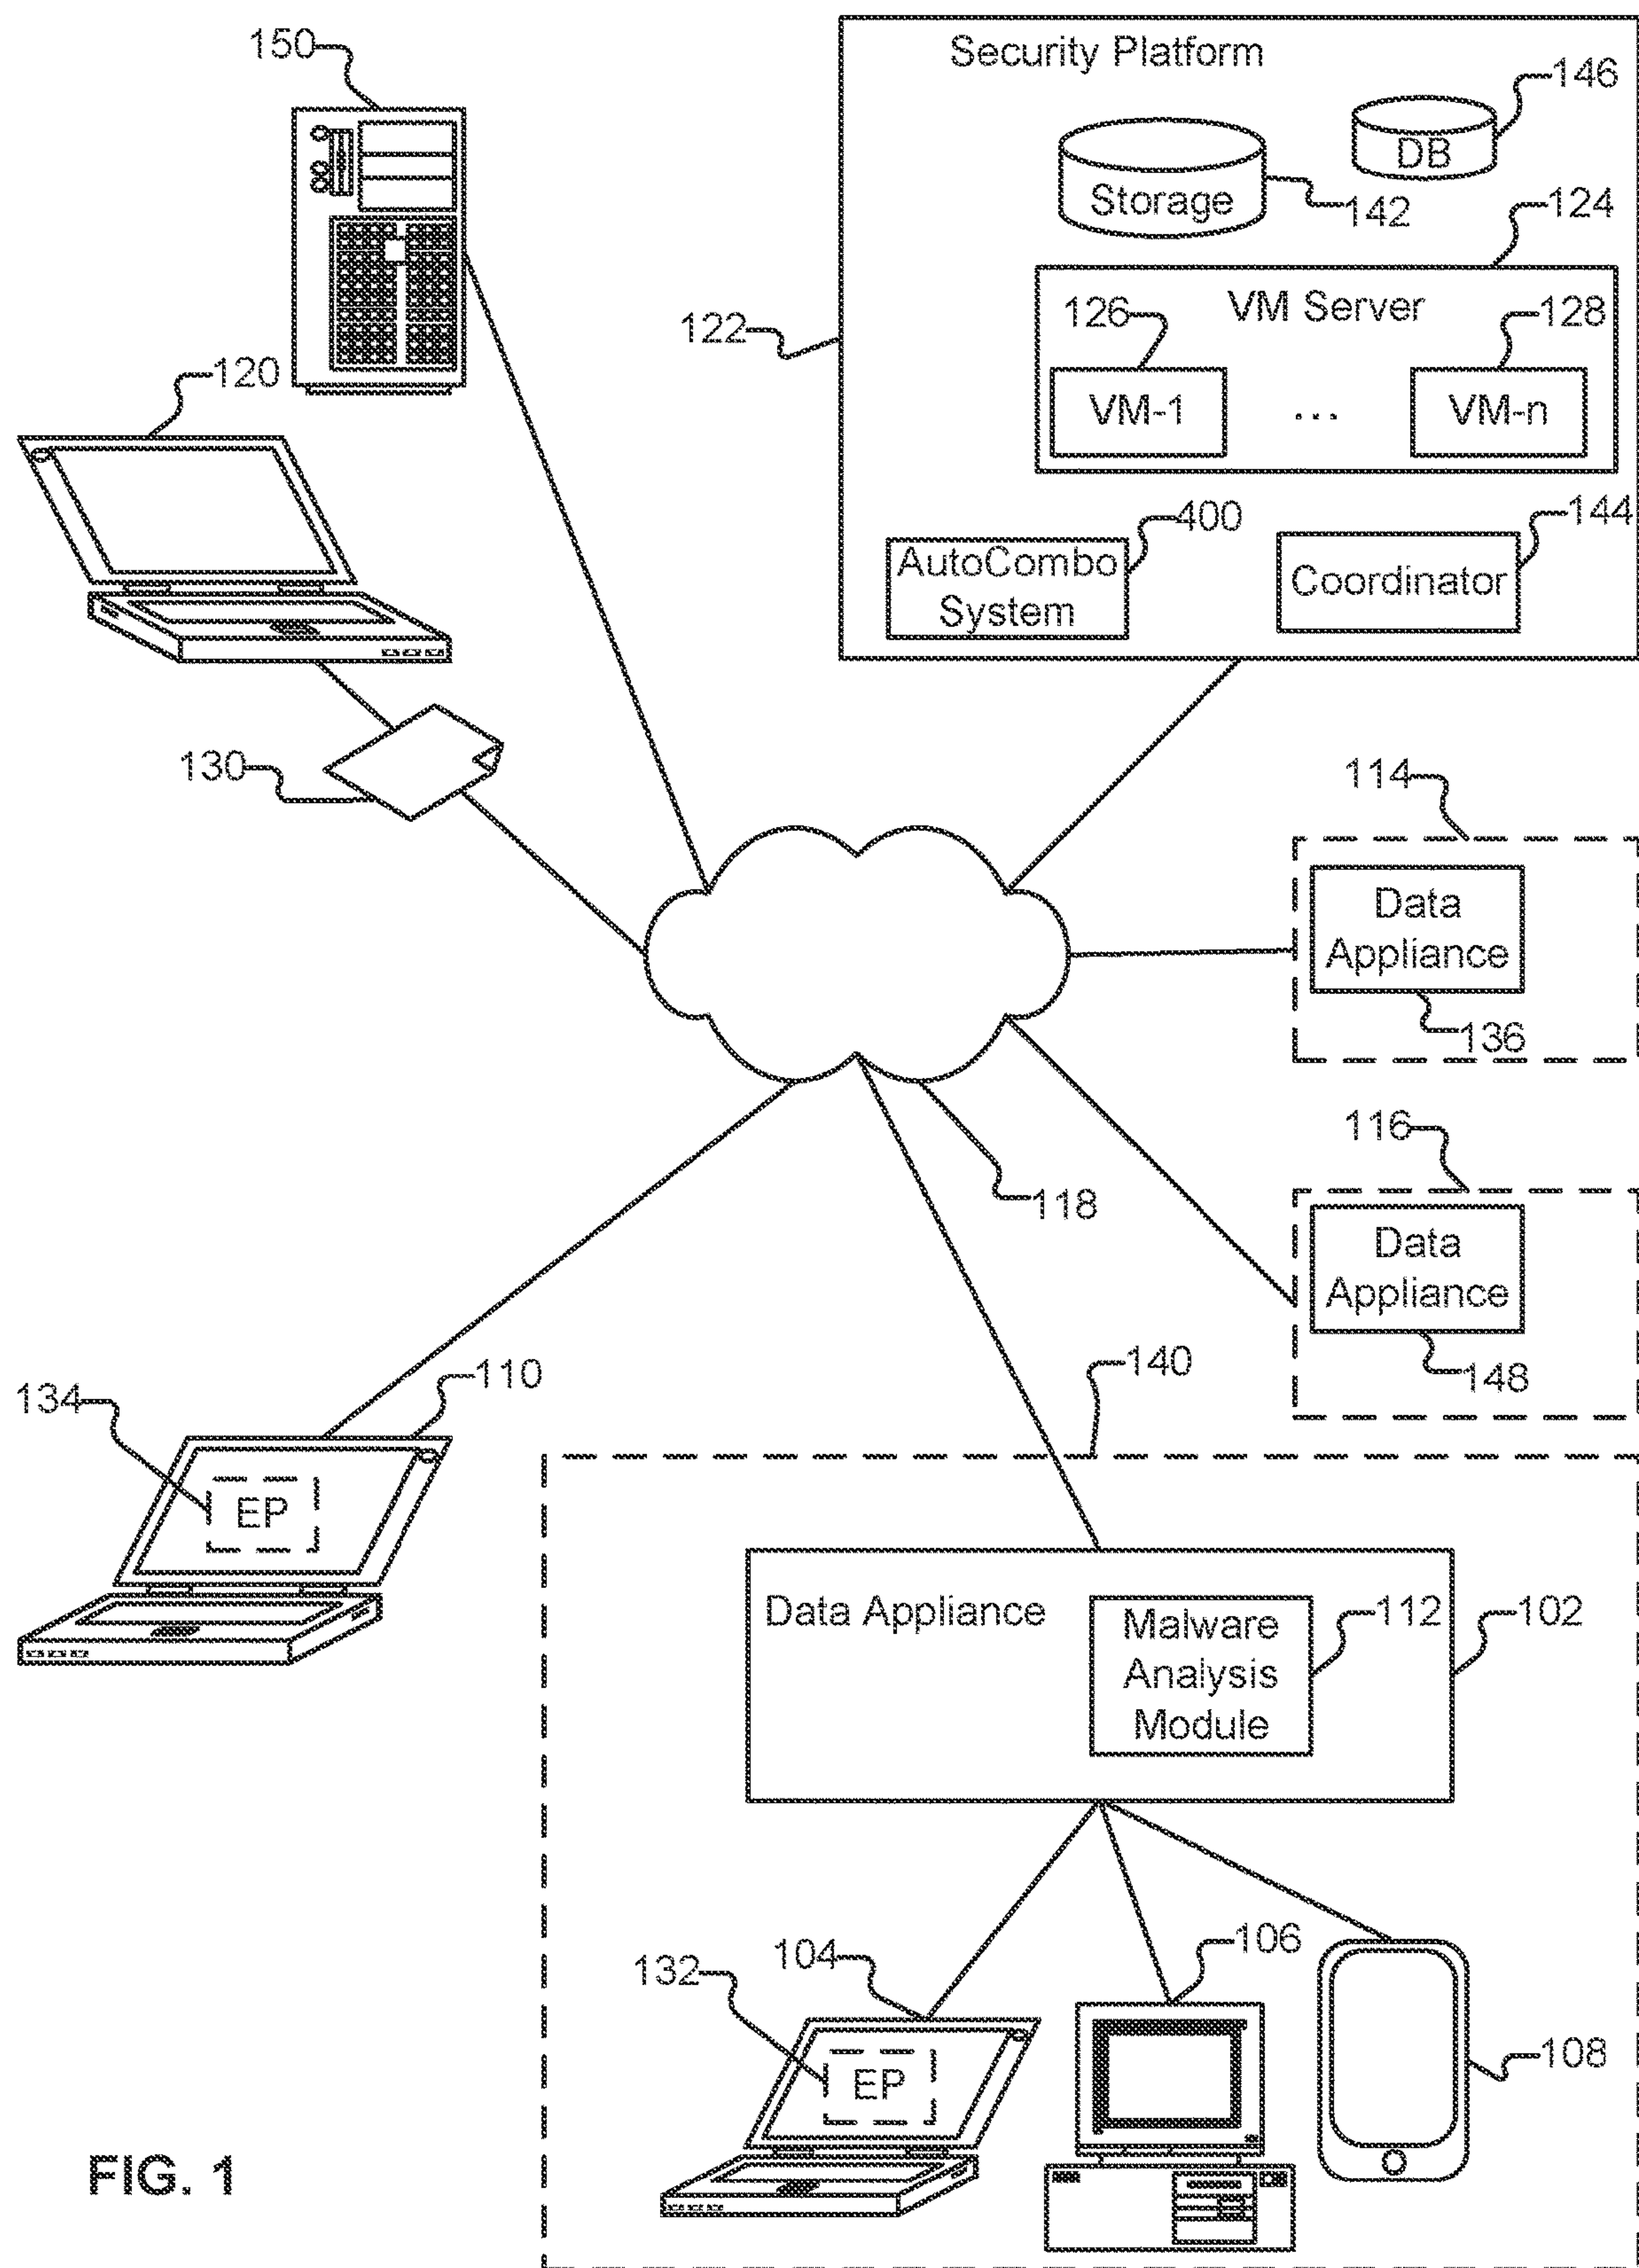 150
Security Platform
146
DB
Storage
142
124
122
126
VM Server
128
120
VM-1
...
VM-n
400
144
AutoCombo
System
Coordinator
130
114
Data
Appliance
136
116
118
Data
Appliance
148
140
110
134
EP
Data Appliance
Malware
Analysis
Module
112
102
104
106
132
EP
108
FIG. 1